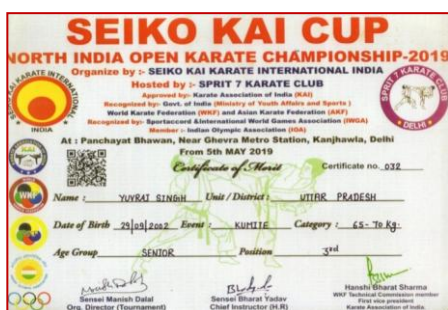 SEIKO KAI CUP
NORTH INDIA OPEN KARATE CHAMPIONSHIP-2019
Organize by :- SEIKO KAI KARATE INTERNATIONAL INDIA
Hosted by :- SPRIT 7 KARATE CLUB
Approved by:- Karate Association of India (KAI)
Recognized by:- Govt. of India (Ministry of Youth Affairs and Sports)
World Karate Federation (WKF) and Asian Karate Federation (AKF)
Recognized by:- Sportaccord & International World Games Association (IWGA)
Member :- Indian Olympic Association (IOA)
At : Panchayat Bhawan, Near Ghevra Metro Station, Kanjhawla, Delhi
From 5th MAY 2019
Certificate of Merit
Certificate no. 032
Name : YUVRAJ SINGH Unit / District : UTTAR PRADESH
Date of Birth 29/09/2002 Event : KUMITE Category : 65-70 Kg.
Age Group SENIOR Position 3rd
Sensei Manish Dalal
Org. Director (Tournament)
Sensei Bharat Yadav
Chief Instructor (H.R)
Hanshi Bharat Sharma
WKF Technical Commission member
First vice president
Karate Association of India.
SEIKO KAI KARATE INTERNATIONAL
INDIA
SPRIT 7 KARATE CLUB
DELHI
KAI
WKF